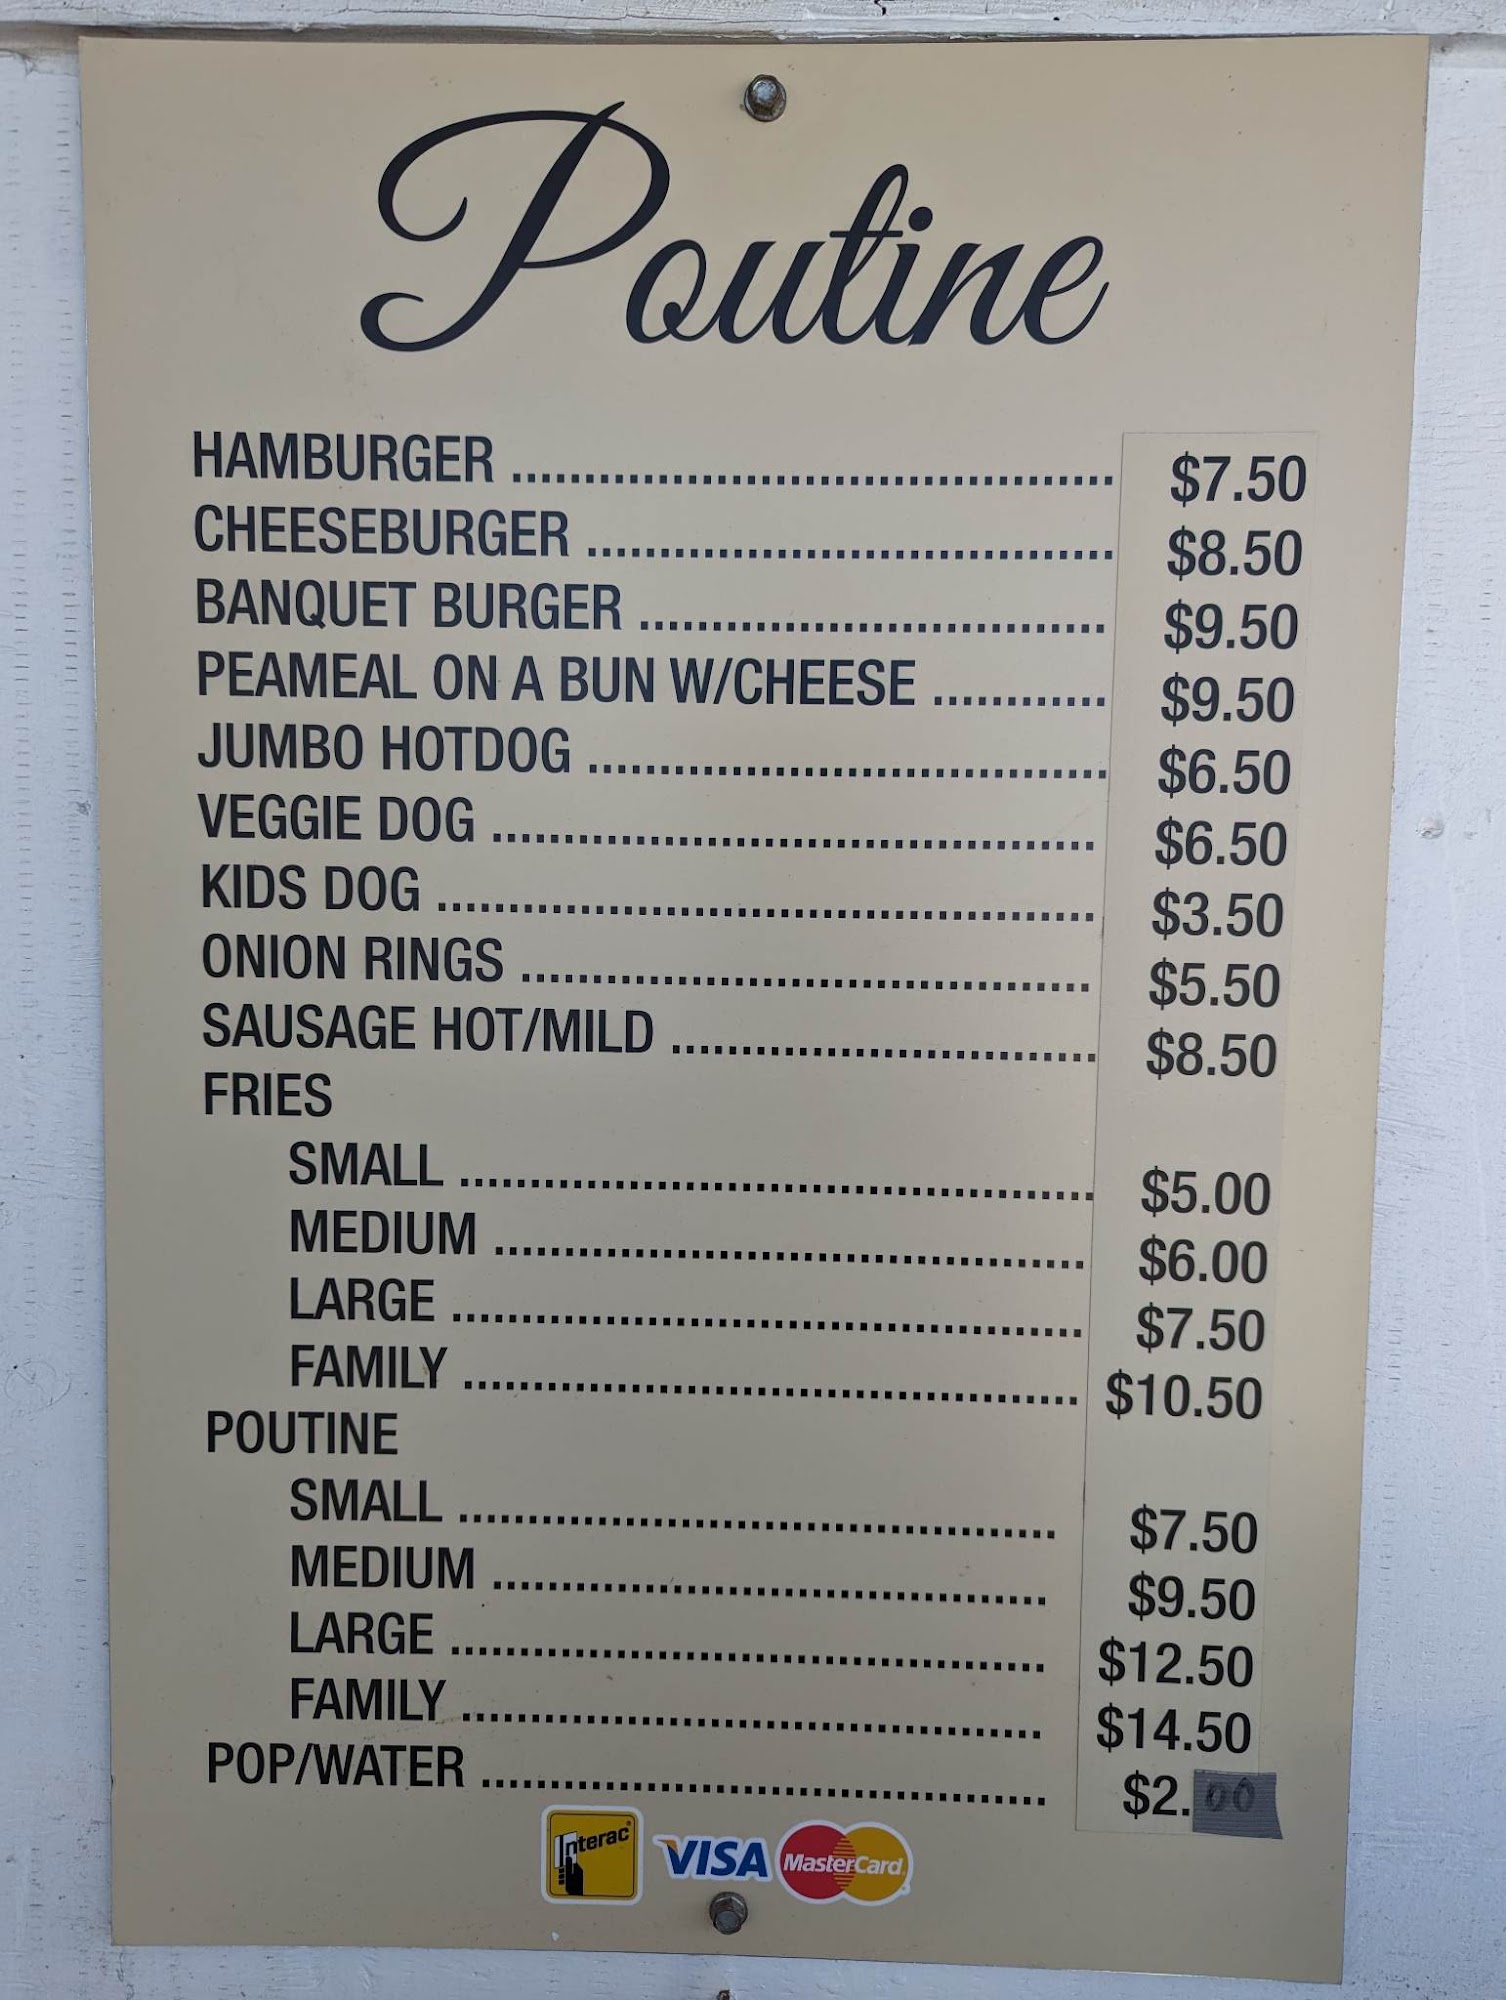 Poutine
HAMBURGER ........................................ $7.50
CHEESEBURGER ................................... $8.50
BANQUET BURGER ............................... $9.50
PEAMEAL ON A BUN W/CHEESE ............ $9.50
JUMBO HOTDOG ................................... $6.50
VEGGIE DOG ........................................ $6.50
KIDS DOG ............................................ $3.50
ONION RINGS ...................................... $5.50
SAUSAGE HOT/MILD ............................ $8.50
FRIES
SMALL ........................................... $5.00
MEDIUM ........................................ $6.00
LARGE ........................................... $7.50
FAMILY .......................................... $10.50
POUTINE
SMALL ........................................... $7.50
MEDIUM ........................................ $9.50
LARGE ........................................... $12.50
FAMILY .......................................... $14.50
POP/WATER ........................................ $2.00
Interac VISA MasterCard